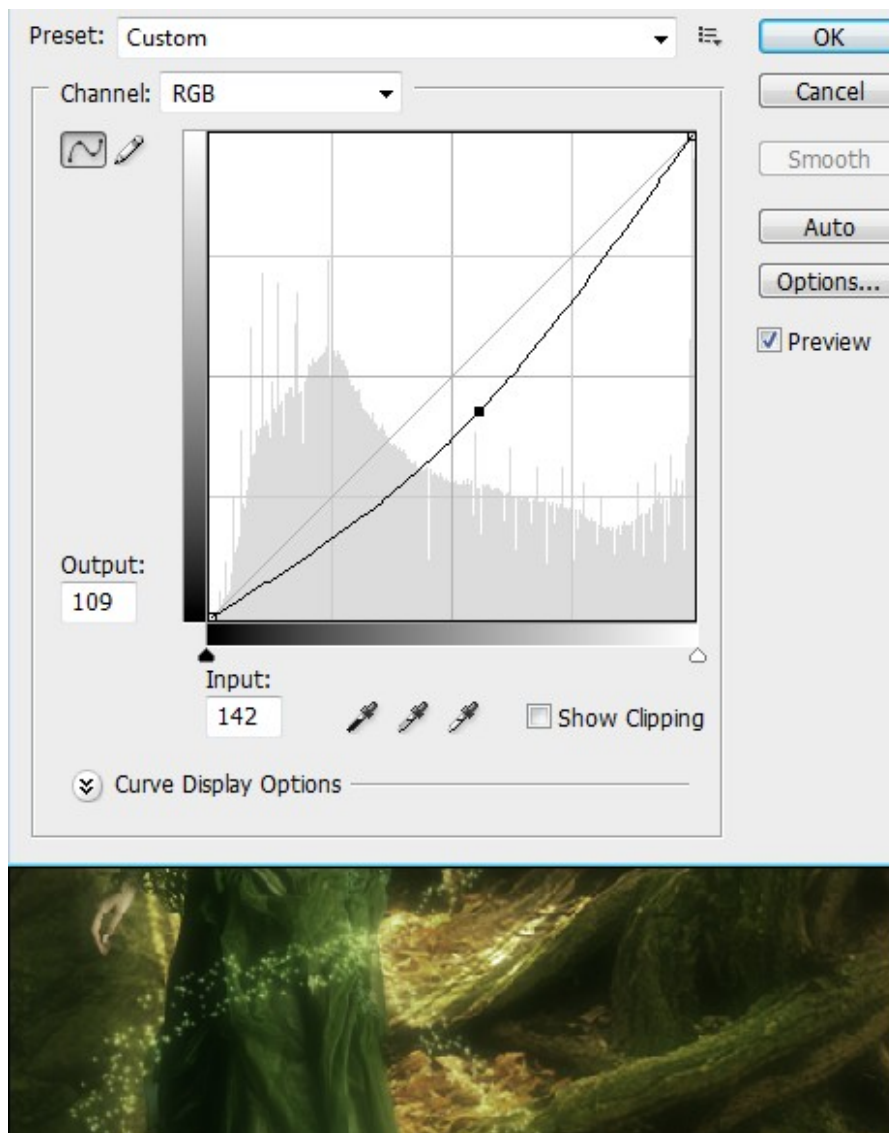 Preset: Custom
OK
Channel: RGB
Cancel
Smooth
Auto
Options...
Preview
Output:
109
Input:
142
Show Clipping
Curve Display Options